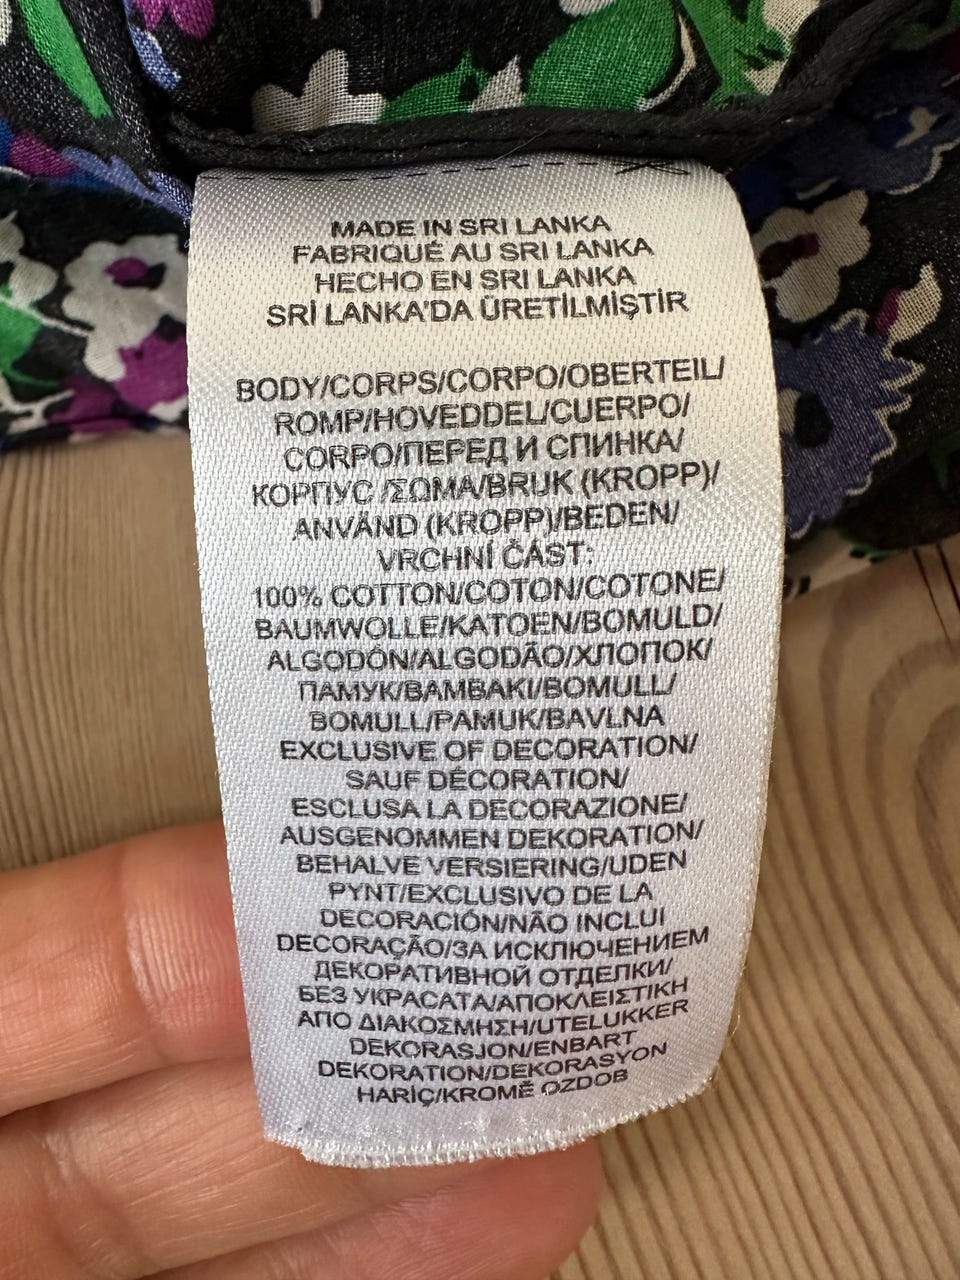 MADE IN SRI LANKA
FABRIQUÉ AU SRI LANKA
HECHO EN SRI LANKA
SRİ LANKA'DA ÜRETİLMİŞTİR
BODY/CORPS/CORPO/OBERTEIL/
ROMP/HOVEDDEL/CUERPO/
CORPO/ПЕРЕД И СПИНКА/
КОРПУС /ΣΩΜΑ/BRUK (KROPP)/
ANVÄND (KROPP)/BEDEN/
VRCHNÍ ČÁST:
100% COTTON/COTON/COTONE/
BAUMWOLLE/KATOEN/BOMULD/
ALGODÓN/ALGODÃO/ХЛОПОК/
ПАМУК/ΒΑΜΒΑΚΙ/BOMULL/
BOMULL/PAMUK/BAVLNA
EXCLUSIVE OF DECORATION/
SAUF DÉCORATION/
ESCLUSA LA DECORAZIONE/
AUSGENOMMEN DEKORATION/
BEHALVE VERSIERING/UDEN
PYNT/EXCLUSIVO DE LA
DECORACIÓN/NÃO INCLUI
DECORAÇÃO/ЗА ИСКЛЮЧЕНИЕМ
ДЕКОРАТИВНОЙ ОТДЕЛКИ/
БЕЗ УКРАСАТА/ΑΠΟΚΛΕΙΣΤΙΚΗ
ΑΠΟ ΔΙΑΚΟΣΜΗΣΗ/UTELUKKER
DEKORASJON/ENBART
DEKORATION/DEKORASYON
HARİÇ/KROMĚ OZDOB